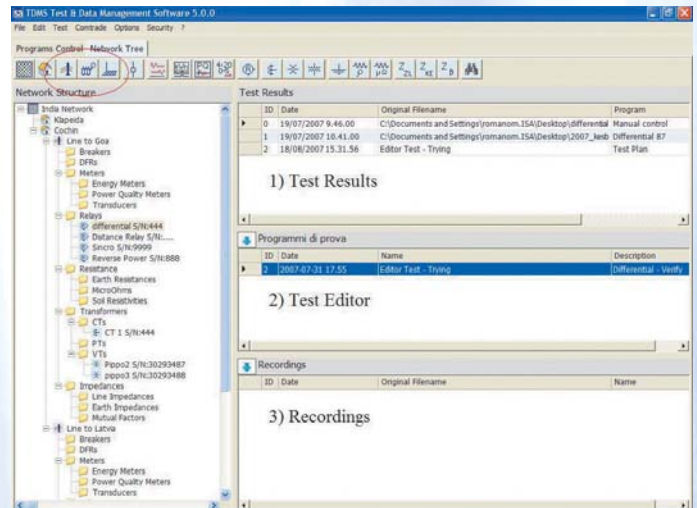 TDMS Test & Data Management Software 5.0.0
File Edit Test Comtrade Options Security ?
Programs Control Network Tree
Network Structure
India Network
Klapeida
Cochin
Line to Goa
Breakers
DFRs
Meters
Energy Meters
Power Quality Meters
Transducers
Relays
differential S/N:444
Distance Relay S/N:.....
Sincro S/N:9999
Reverse Power S/N:888
Resistance
Earth Resistances
MicroOhms
Soil Resistivities
Transformers
CTs
CT 1 S/N:444
PTs
VTs
Pippo2 S/N:30293487
pippo3 S/N:30293488
Impedances
Line Impedances
Earth Impedances
Mutual Factors
Line to Latvia
Breakers
DFRs
Meters
Energy Meters
Power Quality Meters
Transducers
Test Results
ID Date Original Filename Program
0 19/07/2007 9.46.00 C:\Documents and Settings\romanom.ISA\Desktop\differential Manual control
1 19/07/2007 10.41.00 C:\Documents and Settings\romanom.ISA\Desktop\2007_kesb Differential 87
2 18/08/2007 15.31.56 Editor Test - Trying Test Plan
1) Test Results
Programmi di prova
ID Date Name Description
2 2007-07-31 17.55 Editor Test - Trying Differential - Verify
2) Test Editor
Recordings
ID Date Original Filename Name
3) Recordings